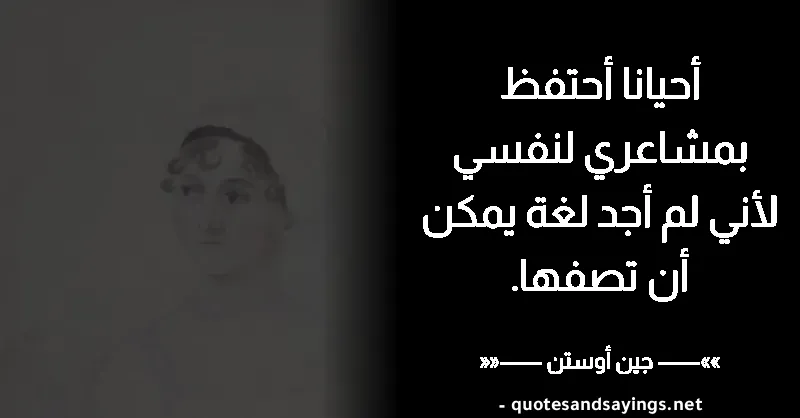 أحيانا أحتفظ
بمشاعري لنفسي
لأني لم أجد لغة يمكن
أن تصفها.
»»—— جين أوستن ——««
- quotesandsayings.net